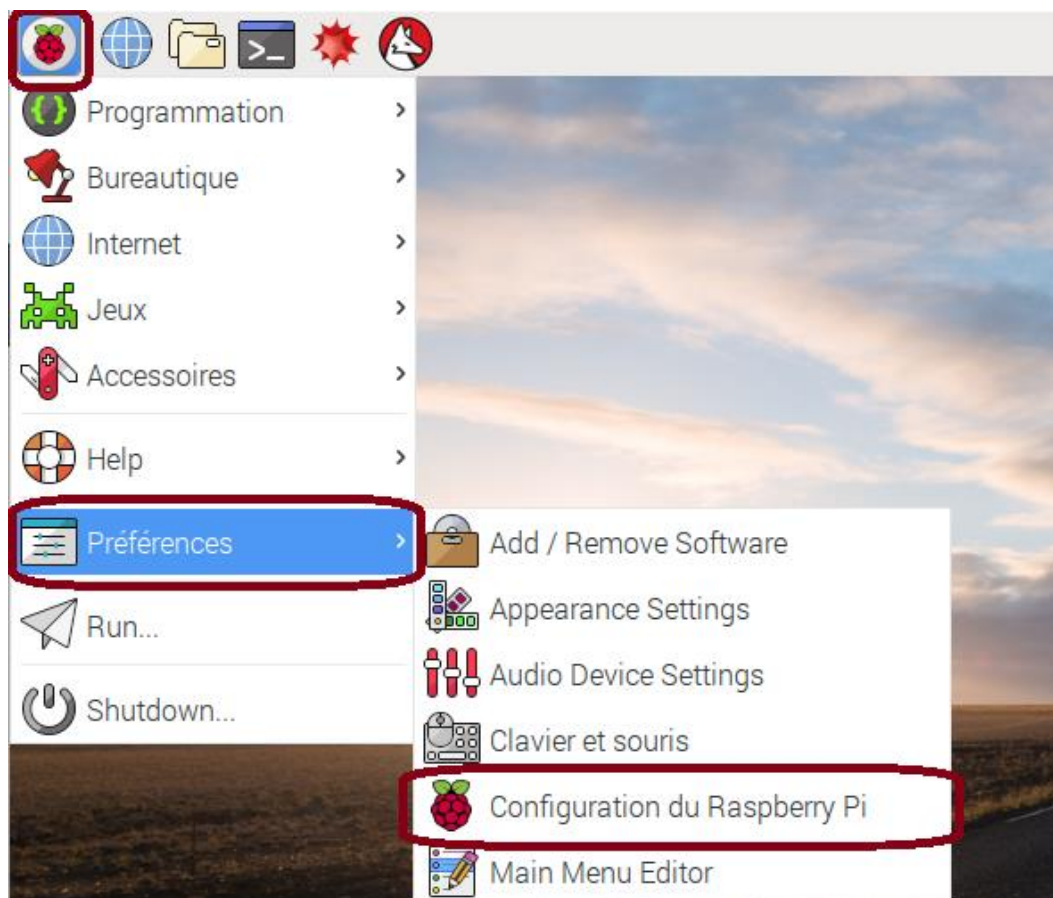 >_
Programmation
Bureautique
Internet
Jeux
Accessoires
Help
Préférences
Add / Remove Software
Run...
Appearance Settings
Audio Device Settings
Shutdown...
Clavier et souris
Configuration du Raspberry Pi
Main Menu Editor